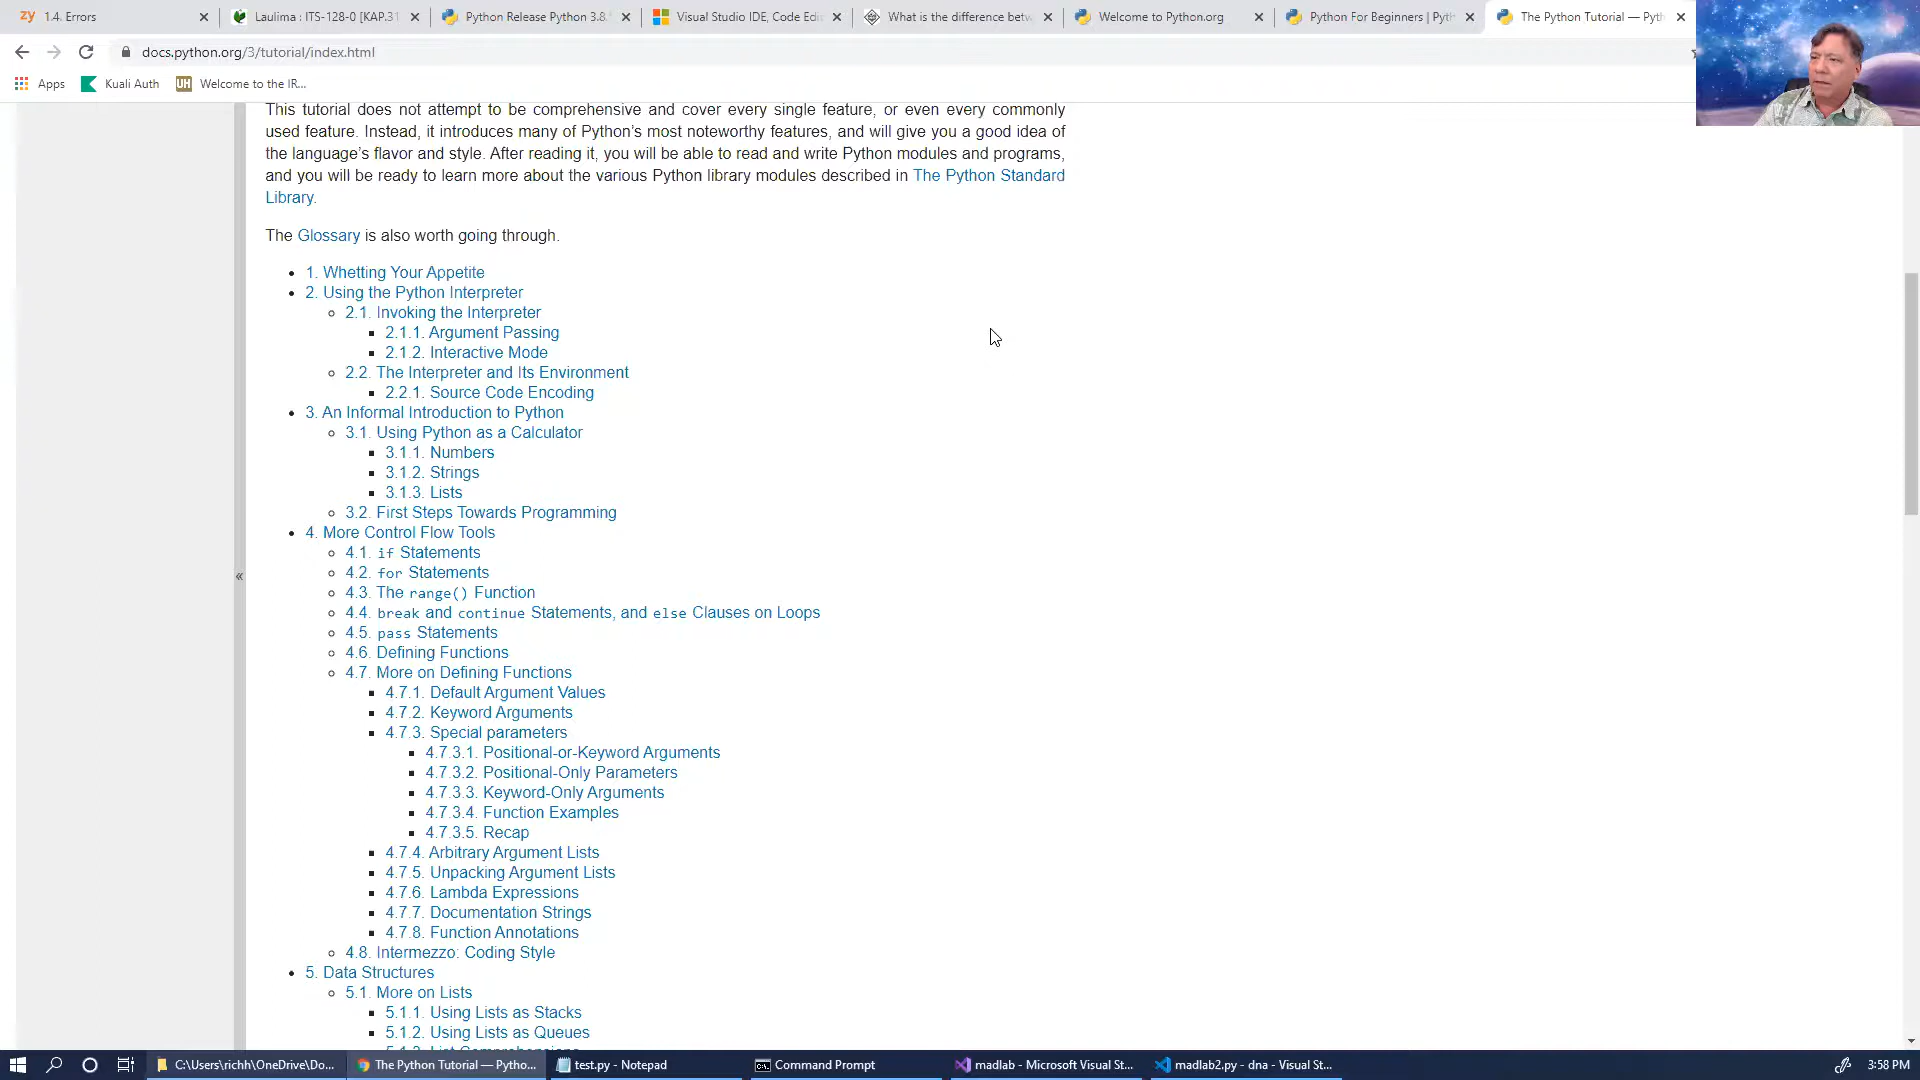 zy 1.4. Errors
Laulima : ITS-128-0 [KAP.31
Python Release Python 3.8.
Visual Studio IDE, Code Edi
What is the difference betw
Welcome to Python.org
Python For Beginners | Pyth
The Python Tutorial — Pyth
docs.python.org/3/tutorial/index.html
Apps
Kuali Auth
UH Welcome to the IR...
This tutorial does not attempt to be comprehensive and cover every single feature, or even every commonly
used feature. Instead, it introduces many of Python's most noteworthy features, and will give you a good idea of
the language's flavor and style. After reading it, you will be able to read and write Python modules and programs,
and you will be ready to learn more about the various Python library modules described in The Python Standard
Library.
The Glossary is also worth going through.
1. Whetting Your Appetite
2. Using the Python Interpreter
2.1. Invoking the Interpreter
2.1.1. Argument Passing
2.1.2. Interactive Mode
2.2. The Interpreter and Its Environment
2.2.1. Source Code Encoding
3. An Informal Introduction to Python
3.1. Using Python as a Calculator
3.1.1. Numbers
3.1.2. Strings
3.1.3. Lists
3.2. First Steps Towards Programming
4. More Control Flow Tools
4.1. if Statements
4.2. for Statements
4.3. The range() Function
4.4. break and continue Statements, and else Clauses on Loops
4.5. pass Statements
4.6. Defining Functions
4.7. More on Defining Functions
4.7.1. Default Argument Values
4.7.2. Keyword Arguments
4.7.3. Special parameters
4.7.3.1. Positional-or-Keyword Arguments
4.7.3.2. Positional-Only Parameters
4.7.3.3. Keyword-Only Arguments
4.7.3.4. Function Examples
4.7.3.5. Recap
4.7.4. Arbitrary Argument Lists
4.7.5. Unpacking Argument Lists
4.7.6. Lambda Expressions
4.7.7. Documentation Strings
4.7.8. Function Annotations
4.8. Intermezzo: Coding Style
5. Data Structures
5.1. More on Lists
5.1.1. Using Lists as Stacks
5.1.2. Using Lists as Queues
C:\Users\richh\OneDrive\Do...
The Python Tutorial — Pytho...
test.py - Notepad
Command Prompt
madlab - Microsoft Visual St...
madlab2.py - dna - Visual St...
3:58 PM